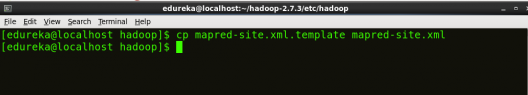 edureka@localhost:~/hadoop-2.7.3/etc/hadoop
File Edit View Search Terminal Help
[edureka@localhost hadoop]$ cp mapred-site.xml.template mapred-site.xml
[edureka@localhost hadoop]$